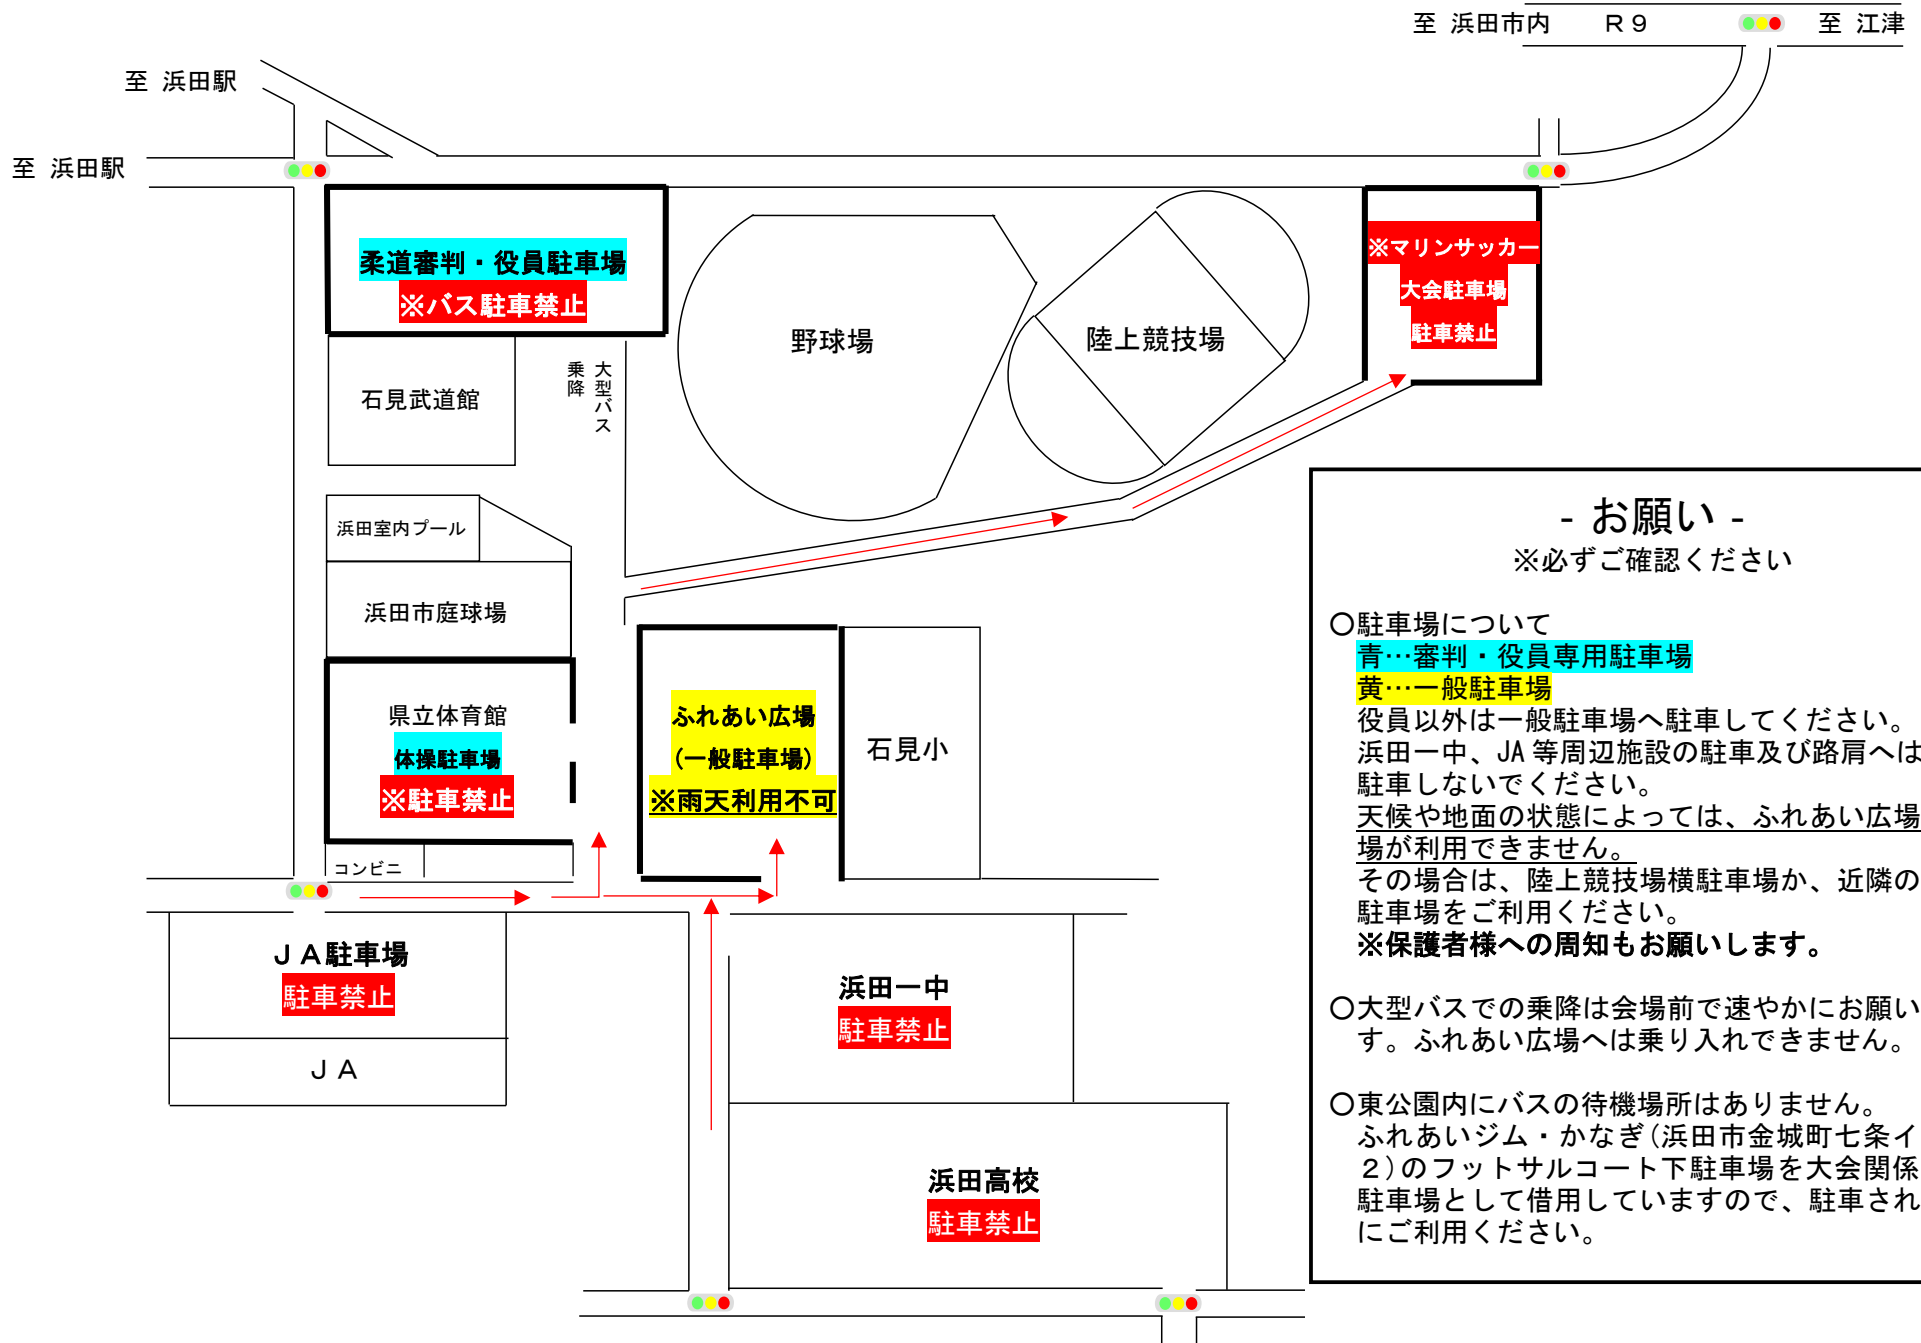 至 浜田市内 Ｒ９ 至 江津
至 浜田駅
至 浜田駅
柔道審判・役員駐車場
※バス駐車禁止
野球場
陸上競技場
※マリンサッカー
大会駐車場
駐車禁止
石見武道館
大型バス
乗降
浜田室内プール
浜田市庭球場
県立体育館
体操駐車場
※駐車禁止
ふれあい広場
(一般駐車場)
※雨天利用不可
石見小
コンビニ
ＪＡ駐車場
駐車禁止
ＪＡ
浜田一中
駐車禁止
浜田高校
駐車禁止
- お願い -
※必ずご確認ください
○駐車場について
青…審判・役員専用駐車場
黄…一般駐車場
役員以外は一般駐車場へ駐車してください。
浜田一中、JA 等周辺施設の駐車及び路肩へは
駐車しないでください。
天候や地面の状態によっては、ふれあい広場
場が利用できません。
その場合は、陸上競技場横駐車場か、近隣の
駐車場をご利用ください。
※保護者様への周知もお願いします。
○大型バスでの乗降は会場前で速やかにお願い
す。ふれあい広場へは乗り入れできません。
○東公園内にバスの待機場所はありません。
ふれあいジム・かなぎ(浜田市金城町七条イ
２)のフットサルコート下駐車場を大会関係
駐車場として借用していますので、駐車され
にご利用ください。